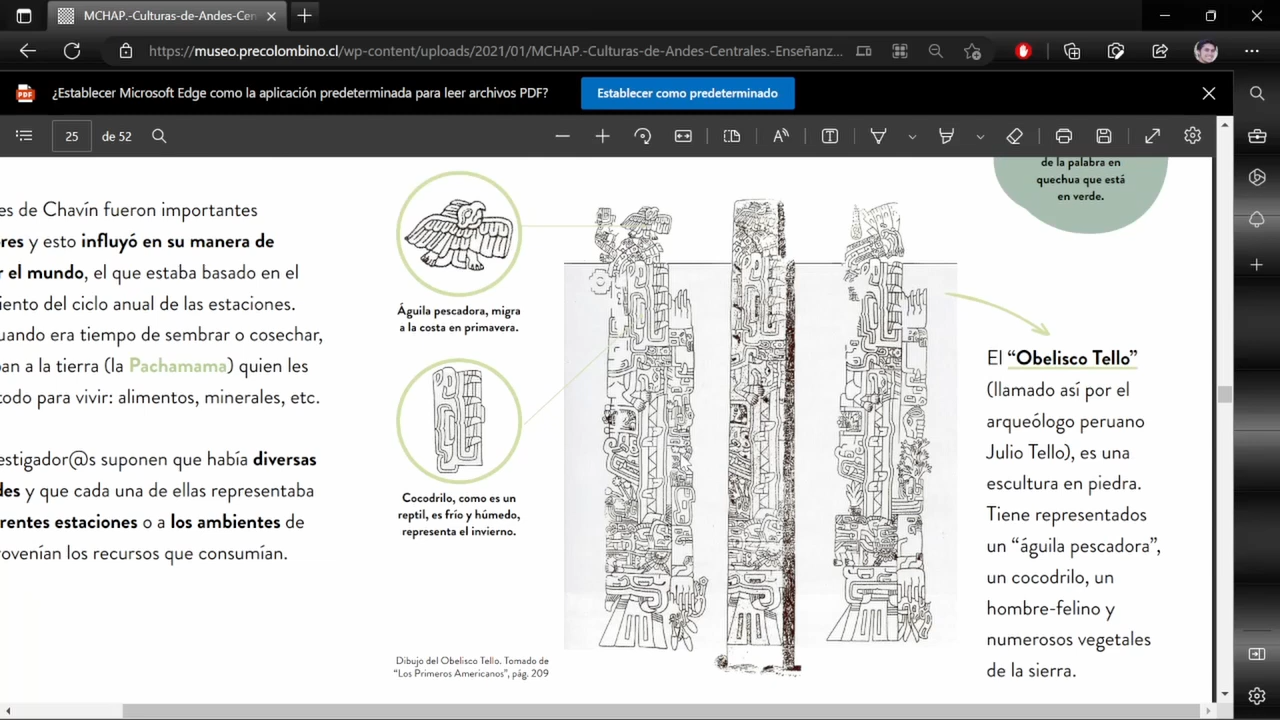 MCHAP.-Culturas-de-Andes-Cen
https://museo.precolombino.cl/wp-content/uploads/2021/01/MCHAP.-Culturas-de-Andes-Centrales.-Enseñanz...
¿Establecer Microsoft Edge como la aplicación predeterminada para leer archivos PDF?
Establecer como predeterminado
25
de 52
es de Chavín fueron importantes
res y esto influyó en su manera de
r el mundo, el que estaba basado en el
iento del ciclo anual de las estaciones.
uando era tiempo de sembrar o cosechar,
an a la tierra (la Pachamama) quien les
todo para vivir: alimentos, minerales, etc.
estigador@s suponen que había diversas
des y que cada una de ellas representaba
rentes estaciones o a los ambientes de
rovenían los recursos que consumían.
Águila pescadora, migra
a la costa en primavera.
Cocodrilo, como es un
reptil, es frío y húmedo,
representa el invierno.
Dibujo del Obelisco Tello. Tomado de
“Los Primeros Americanos”, pág. 209
de la palabra en
quechua que está
en verde.
El “Obelisco Tello”
(llamado así por el
arqueólogo peruano
Julio Tello), es una
escultura en piedra.
Tiene representados
un “águila pescadora”,
un cocodrilo, un
hombre-felino y
numerosos vegetales
de la sierra.